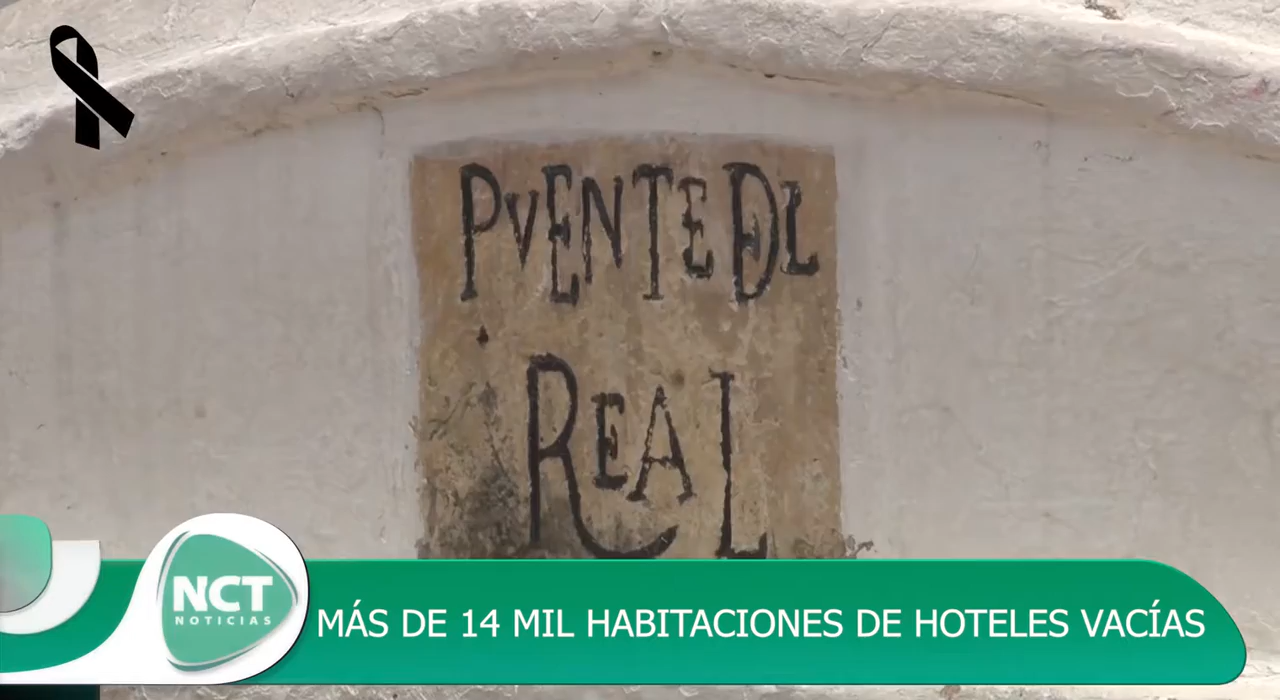 PVENTE DL
REAL
NCT
NOTICIAS
MÁS DE 14 MIL HABITACIONES DE HOTELES VACÍAS